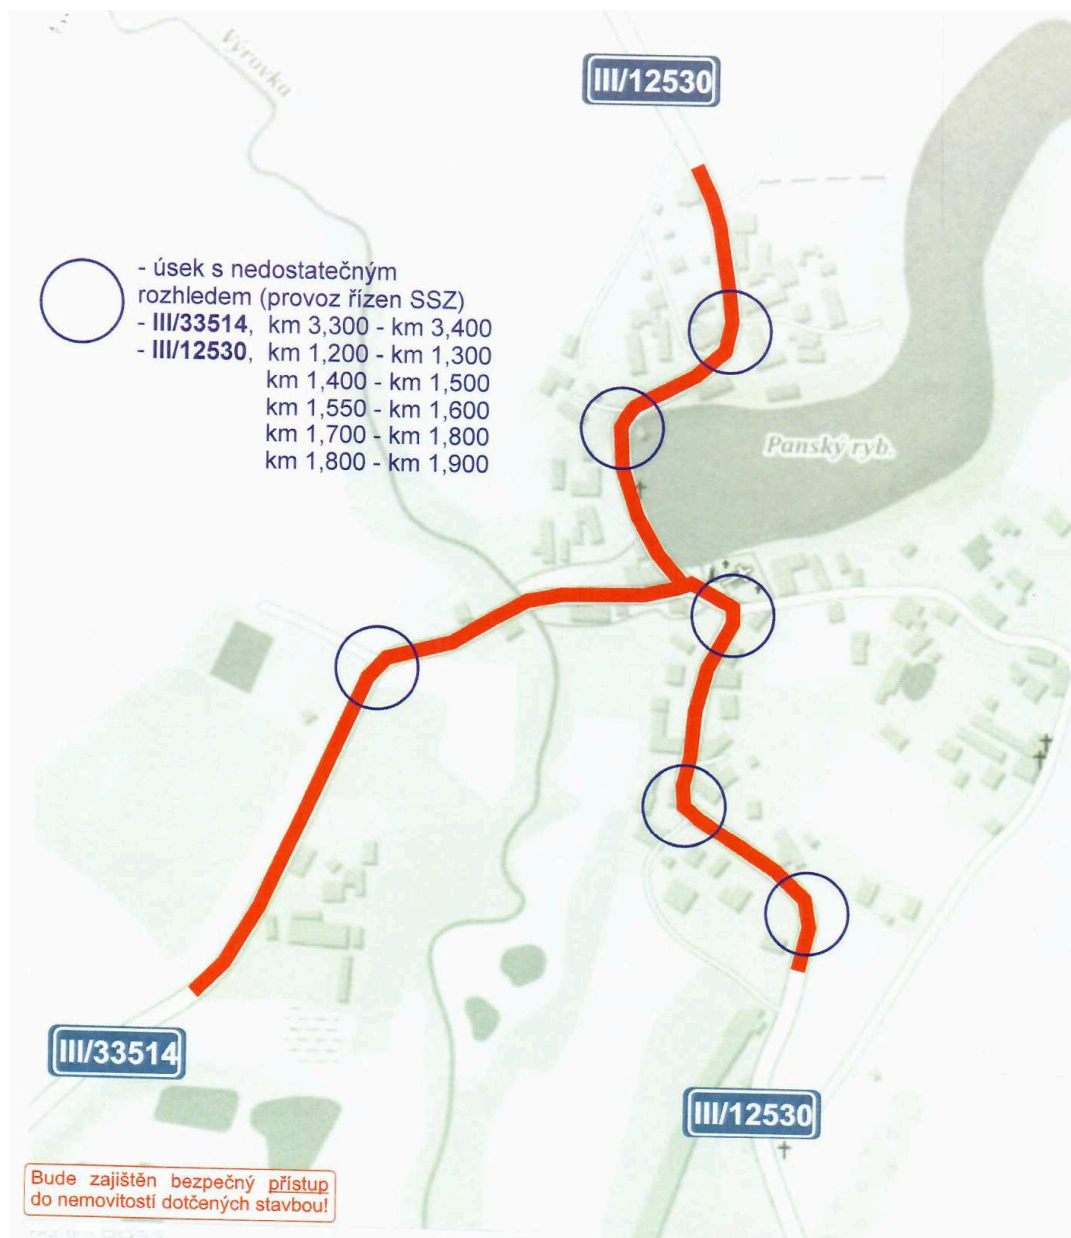 Výrovka
III/12530
- úsek s nedostatečným
rozhledem (provoz řízen SSZ)
- III/33514, km 3,300 - km 3,400
- III/12530, km 1,200 - km 1,300
km 1,400 - km 1,500
km 1,550 - km 1,600
km 1,700 - km 1,800
km 1,800 - km 1,900
Panský ryb.
III/33514
III/12530
Bude zajištěn bezpečný přístup
do nemovitostí dotčených stavbou!